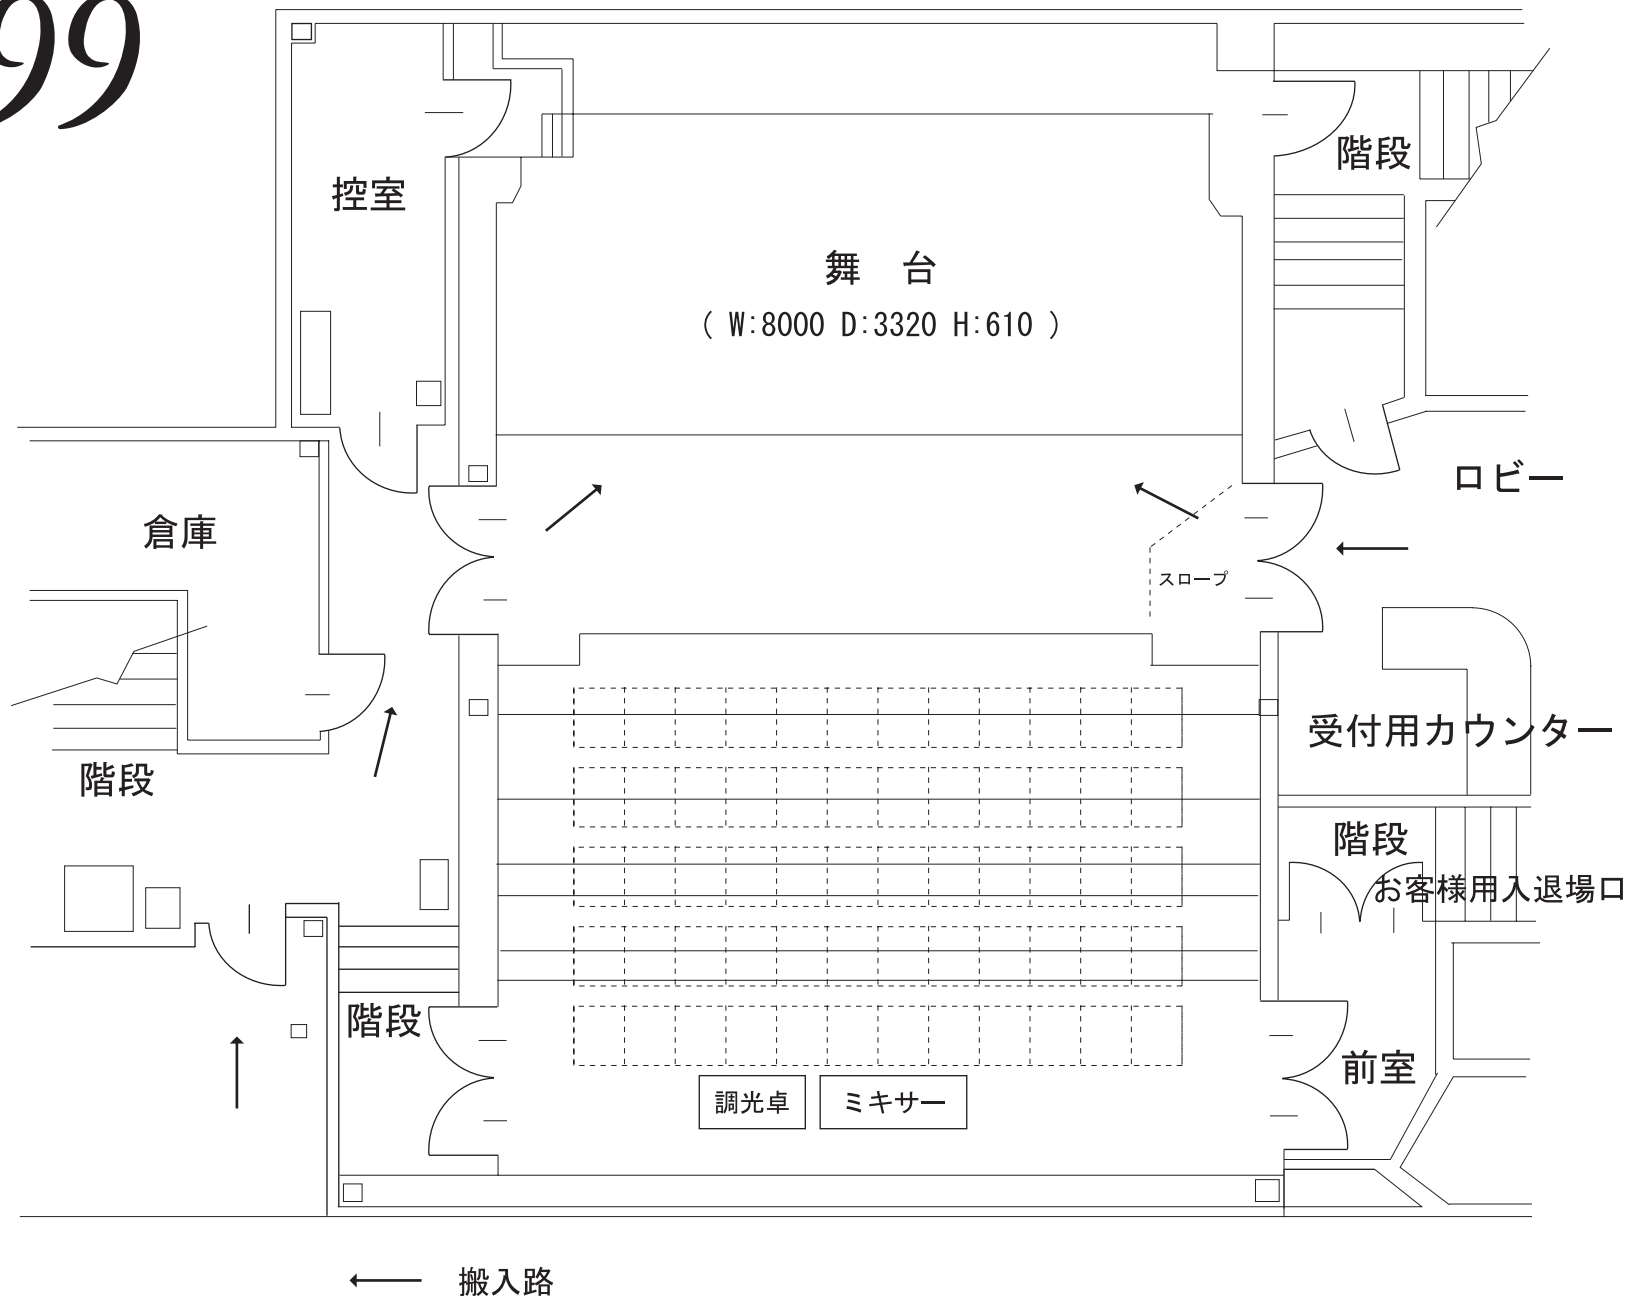 99
階段
控室
舞 台
( W:8000 D:3320 H:610 )
ロビー
倉庫
スロープ
受付用カウンター
階段
階段
お客様用入退場口
階段
前室
調光卓
ミキサー
搬入路